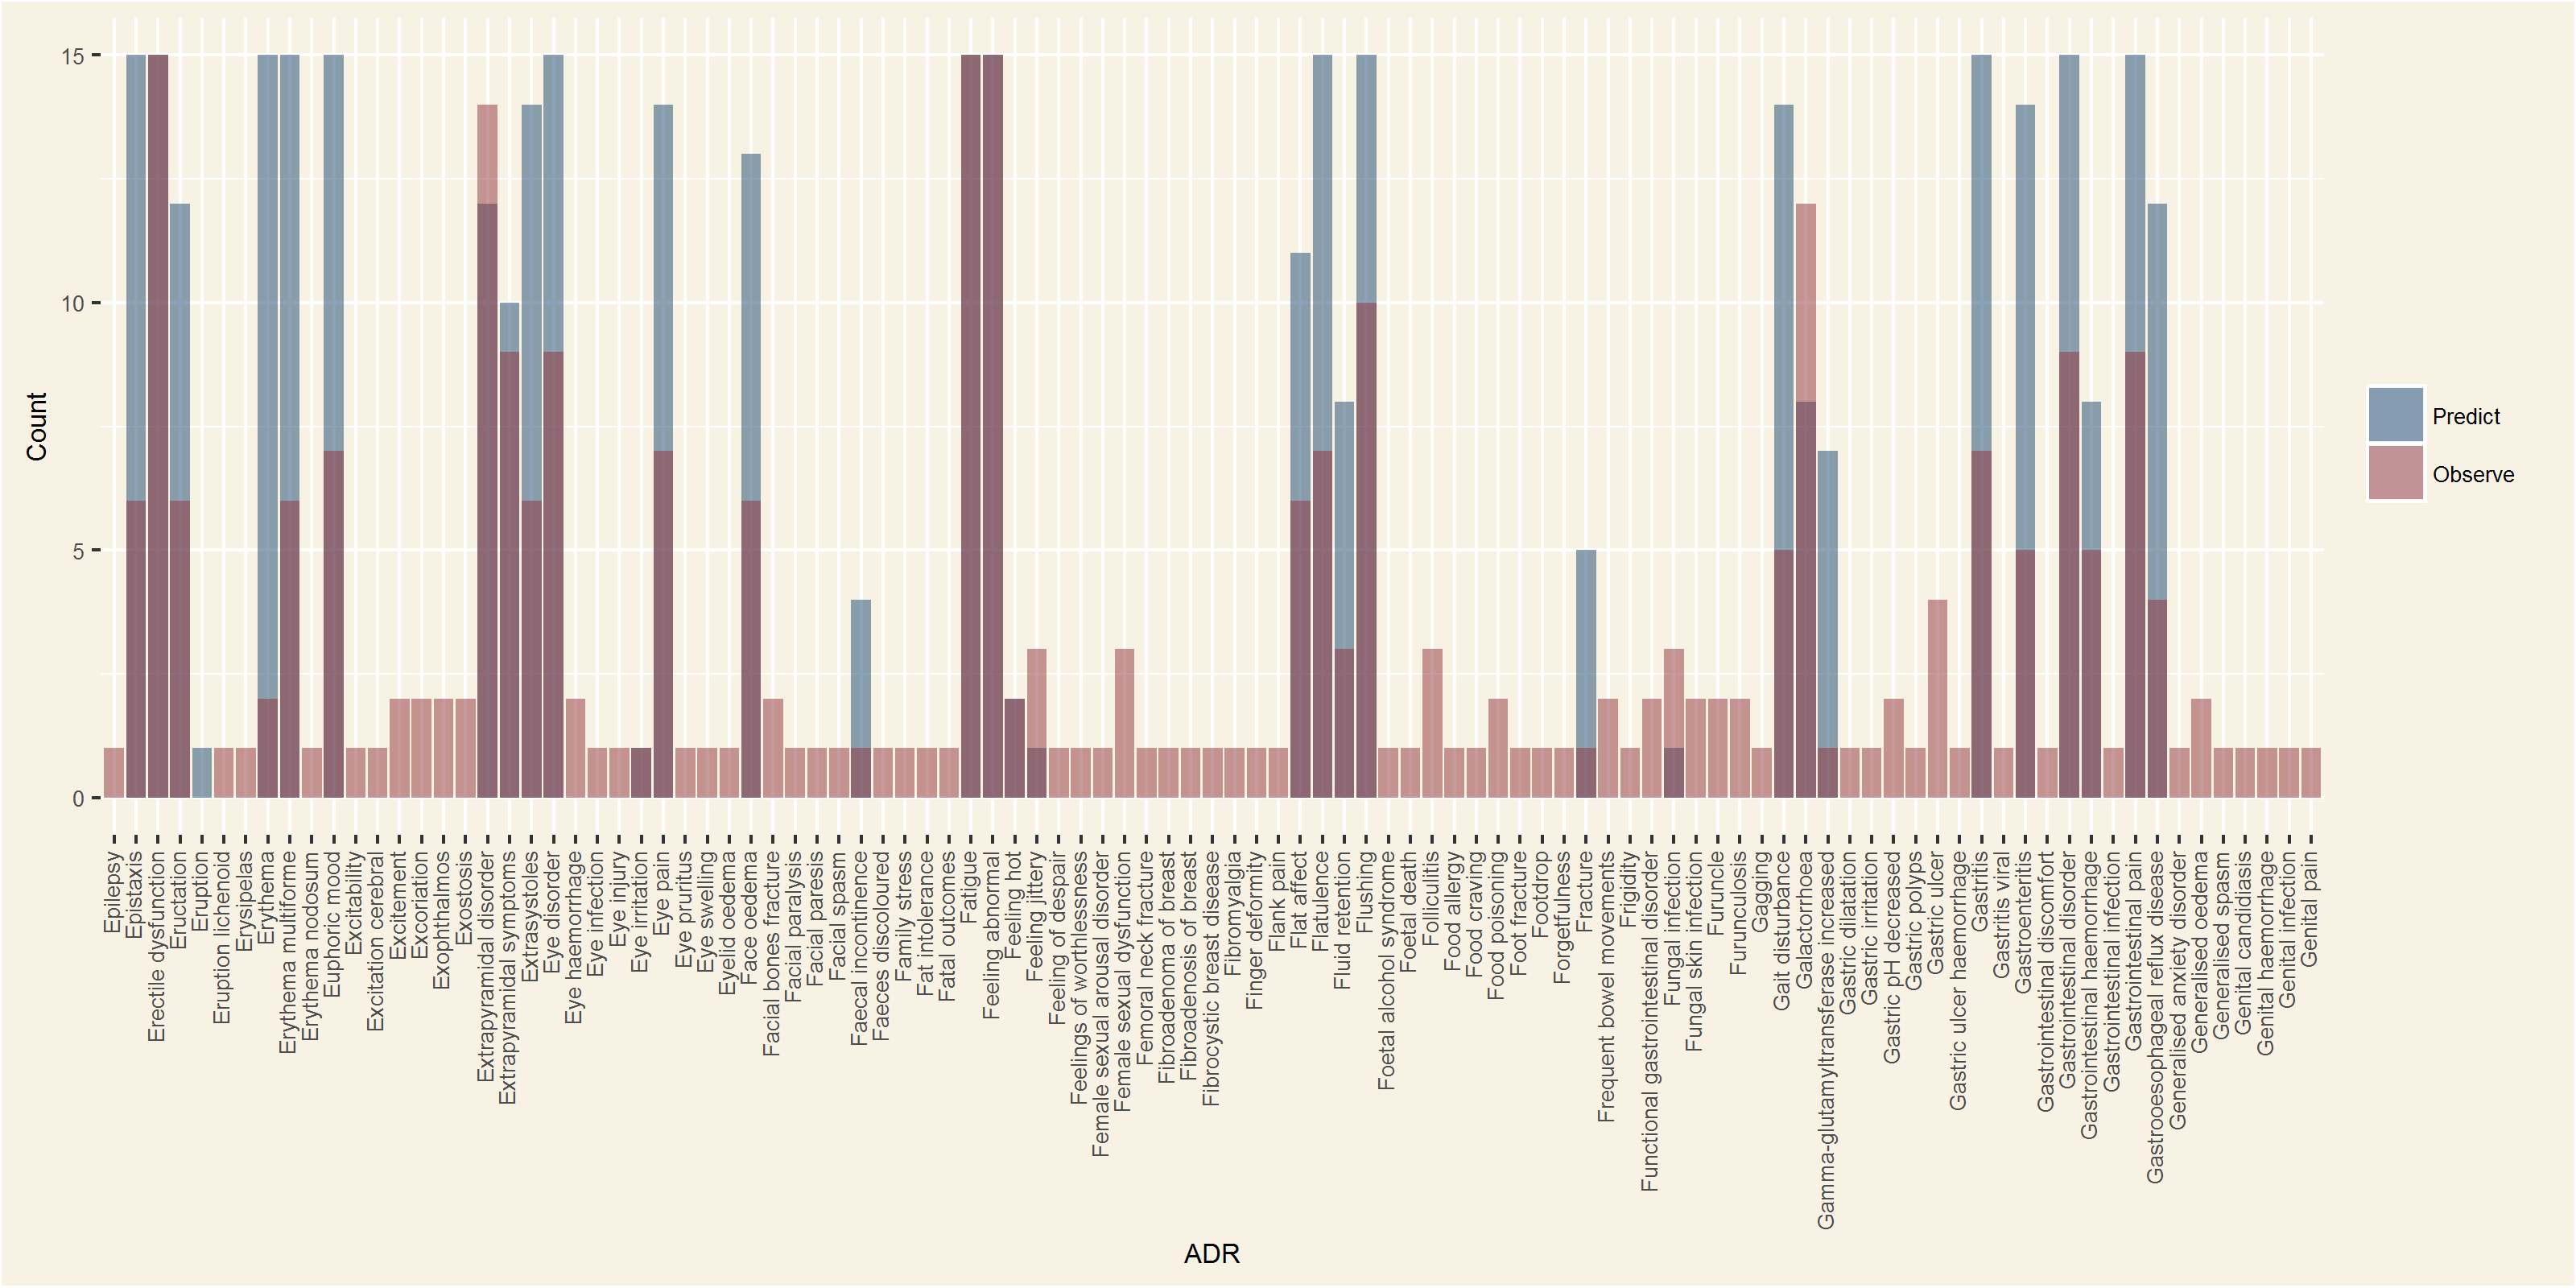 15
10
5
0
Count
Predict
Observe
Epilepsy
Epistaxis
Erectile dysfunction
Eructation
Eruption
Eruption lichenoid
Erysipelas
Erythema
Erythema multiforme
Erythema nodosum
Euphoric mood
Excitability
Excitation cerebral
Excitement
Excoriation
Exophthalmos
Exostosis
Extrapyramidal disorder
Extrapyramidal symptoms
Extrasystoles
Eye disorder
Eye haemorrhage
Eye infection
Eye injury
Eye irritation
Eye pain
Eye pruritus
Eye swelling
Eyelid oedema
Face oedema
Facial bones fracture
Facial paralysis
Facial paresis
Facial spasm
Faecal incontinence
Faeces discoloured
Family stress
Fat intolerance
Fatal outcomes
Fatigue
Feeling abnormal
Feeling hot
Feeling jittery
Feeling of despair
Feelings of worthlessness
Female sexual arousal disorder
Female sexual dysfunction
Femoral neck fracture
Fibroadenoma of breast
Fibroadenosis of breast
Fibrocystic breast disease
Fibromyalgia
Finger deformity
Flank pain
Flat affect
Flatulence
Fluid retention
Flushing
Foetal alcohol syndrome
Foetal death
Folliculitis
Food allergy
Food craving
Food poisoning
Foot fracture
Footdrop
Forgetfulness
Fracture
Frequent bowel movements
Frigidity
Functional gastrointestinal disorder
Fungal infection
Fungal skin infection
Furuncle
Furunculosis
Gagging
Gait disturbance
Galactorrhoea
Gamma-glutamyltransferase increased
Gastric dilatation
Gastric irritation
Gastric pH decreased
Gastric polyps
Gastric ulcer
Gastric ulcer haemorrhage
Gastritis
Gastritis viral
Gastroenteritis
Gastrointestinal discomfort
Gastrointestinal disorder
Gastrointestinal haemorrhage
Gastrointestinal infection
Gastrointestinal pain
Gastrooesophageal reflux disease
Generalised anxiety disorder
Generalised oedema
Generalised spasm
Genital candidiasis
Genital haemorrhage
Genital infection
Genital pain
ADR